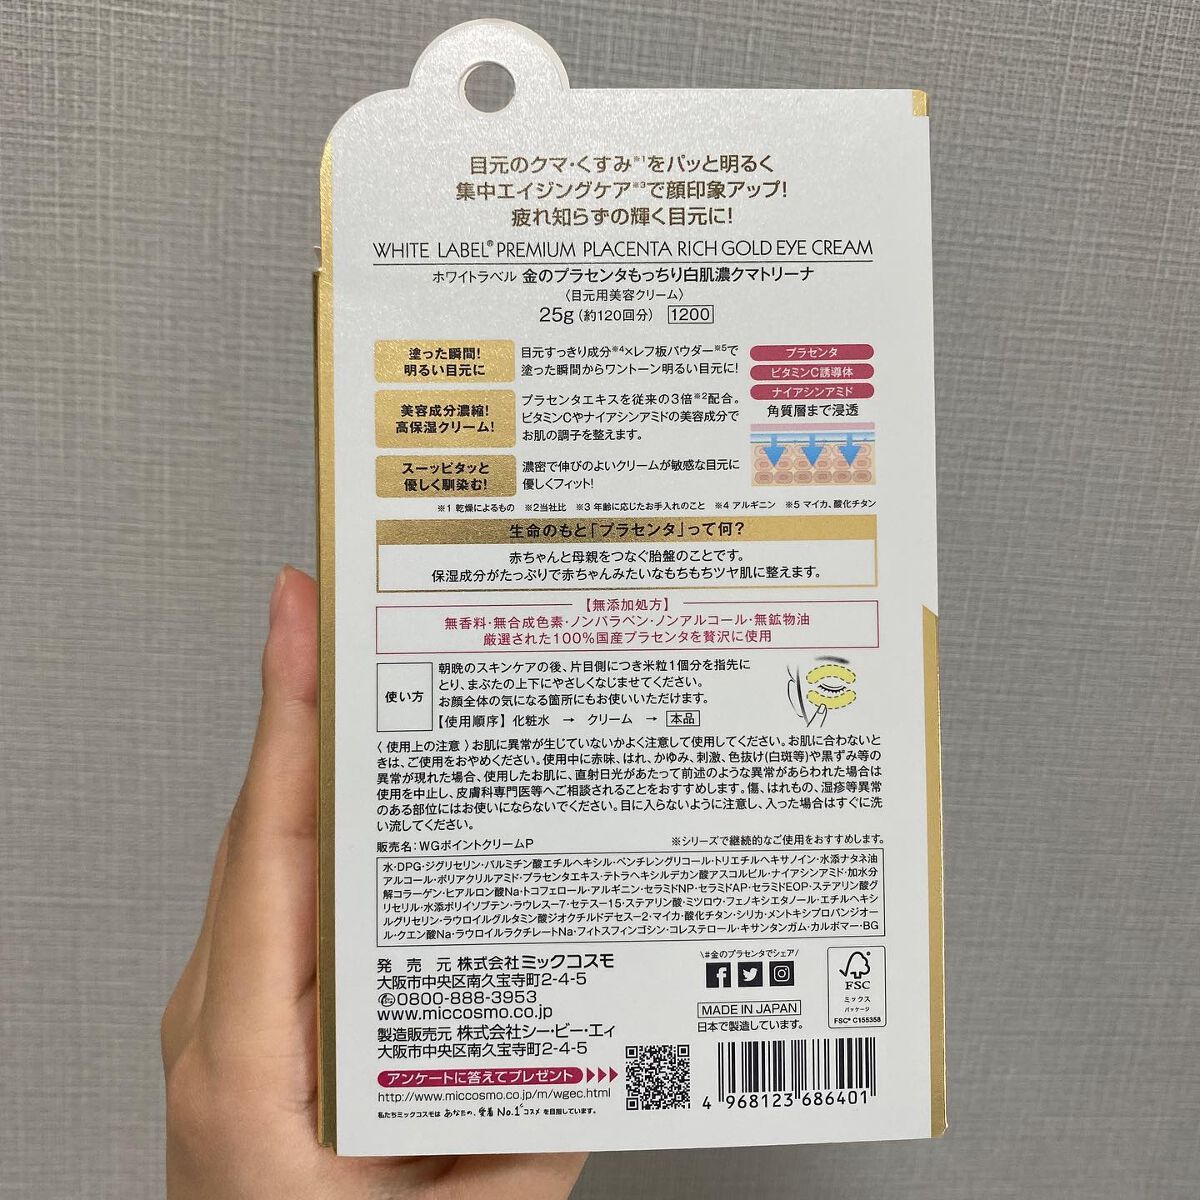 目元のクマ・くすみ※1をパッと明るく
集中エイジングケア※3で顔印象アップ!
疲れ知らずの輝く目元に!
WHITE LABEL® PREMIUM PLACENTA RICH GOLD EYE CREAM
ホワイトラベル 金のプラセンタもっちり白肌濃クマトリーナ
〈目元用美容クリーム〉
25g(約120回分) 1200
塗った瞬間!
明るい目元に
目元すっきり成分※4×レフ板パウダー※5で
塗った瞬間からワントーン明るい目元に!
美容成分濃縮!
高保湿クリーム!
プラセンタエキスを従来の3倍※2配合。
ビタミンCやナイアシンアミドの美容成分で
お肌の調子を整えます。
スーッピタッと
優しく馴染む!
濃密で伸びのよいクリームが敏感な目元に
優しくフィット!
プラセンタ
ビタミンC誘導体
ナイアシンアミド
角質層まで浸透
※1 乾燥によるもの ※2当社比 ※3 年齢に応じたお手入れのこと ※4 アルギニン ※5 マイカ、酸化チタン
生命のもと「プラセンタ」って何?
赤ちゃんと母親をつなぐ胎盤のことです。
保湿成分がたっぷりで赤ちゃんみたいなもちもちツヤ肌に整えます。
【無添加処方】
無香料・無合成色素・ノンパラベン・ノンアルコール・無鉱物油
厳選された100%国産プラセンタを贅沢に使用
使い方
朝晩のスキンケアの後、片目側につき米粒1個分を指先に
とり、まぶたの上下にやさしくなじませてください。
お顔全体の気になる箇所にもお使いいただけます。
【使用順序】化粧水 → クリーム → 本品
〈使用上の注意〉お肌に異常が生じていないかよく注意して使用してください。お肌に合わないと
きは、ご使用をおやめください。使用中に赤味、はれ、かゆみ、刺激、色抜け(白斑等)や黒ずみ等の
異常が現れた場合、使用したお肌に、直射日光があたって前述のような異常があらわれた場合は
使用を中止し、皮膚科専門医等へご相談されることをおすすめします。傷、はれもの、湿疹等異常
のある部位にはお使いにならないでください。目に入らないように注意し、入った場合はすぐに洗
い流してください。
販売名:WGポイントクリームP ※シリーズで継続的なご使用をおすすめします。
水・DPG・ジグリセリン・パルミチン酸エチルヘキシル・ペンチレングリコール・トリエチルヘキサノイン・水添ナタネ油
アルコール・ポリアクリルアミド・プラセンタエキス・テトラヘキシルデカン酸アスコルビル・ナイアシンアミド・加水分
解コラーゲン・ヒアルロン酸Na・トコフェロール・アルギニン・セラミドNP・セラミドAP・セラミドEOP・ステアリン酸グ
リセリル・水添ポリイソブテン・ラウレス-7・セテス-15・ステアリン酸・ミツロウ・フェノキシエタノール・エチルヘキシ
ルグリセリン・ラウロイルグルタミン酸ジオクチルドデセス-2・マイカ・酸化チタン・シリカ・メントキシプロパンジオー
ル・クエン酸Na・ラウロイルラクチレートNa・フィトスフィンゴシン・コレステロール・キサンタンガム・カルボマー・BG
発売元 株式会社ミックコスモ
大阪市中央区南久宝寺町2-4-5
0800-888-3953
www.miccosmo.co.jp
製造販売元 株式会社シー・ビー・エィ
大阪市中央区南久宝寺町2-4-5
\#金のプラセンタでシェア/
MADE IN JAPAN
日本で製造しています。
FSC
ミックス
パッケージ
FSC® C155358
アンケートに答えてプレゼント
http://www.miccosmo.co.jp/m/wgec.html
私たちミックコスモは あなたの、愛着No.1コスメ を目指しています。
4 968123 686401